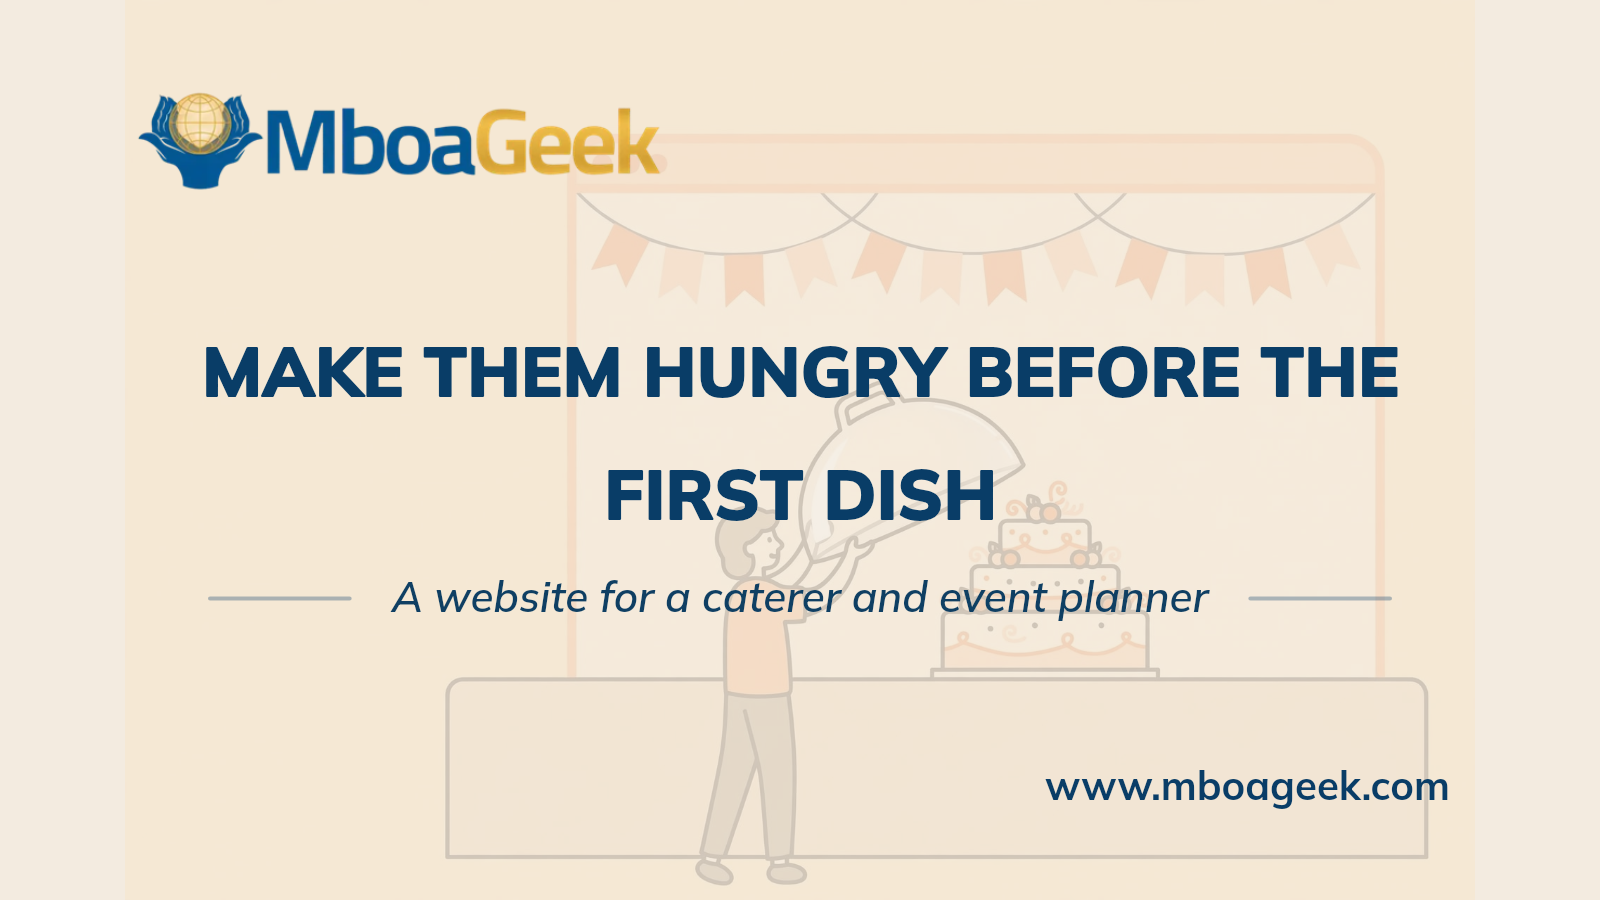 MboaGeek
MAKE THEM HUNGRY BEFORE THE
FIRST DISH
A website for a caterer and event planner
www.mboageek.com